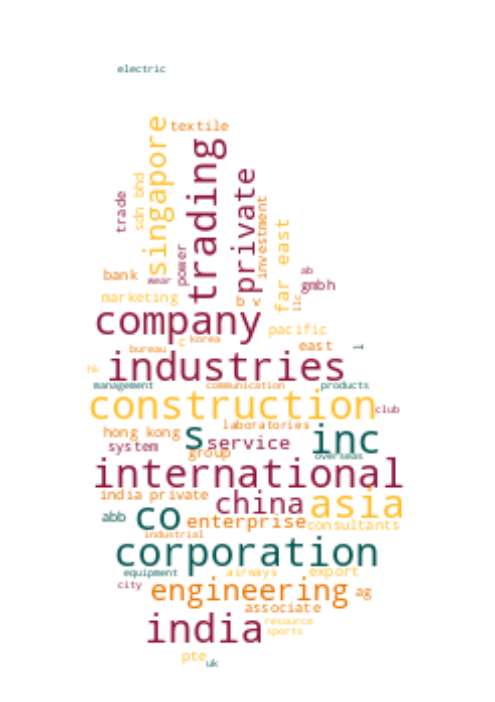 electric
textile
singapore
trading
private
trade
sdn bhd
investment
far east
power
wear
bank
ab
gmbh
llc
marketing
b v
company
pacific
c
korea
east
bureau
industries
hk
management
communication
products
construction
club
hong kong
s
laboratories
inc
service
system
group
overseas
international
india private
china
asia
abb
co
enterprise
consultants
industrial
corporation
equipment
airways
export
city
engineering
ag
associate
india
resource
sports
pte
uk